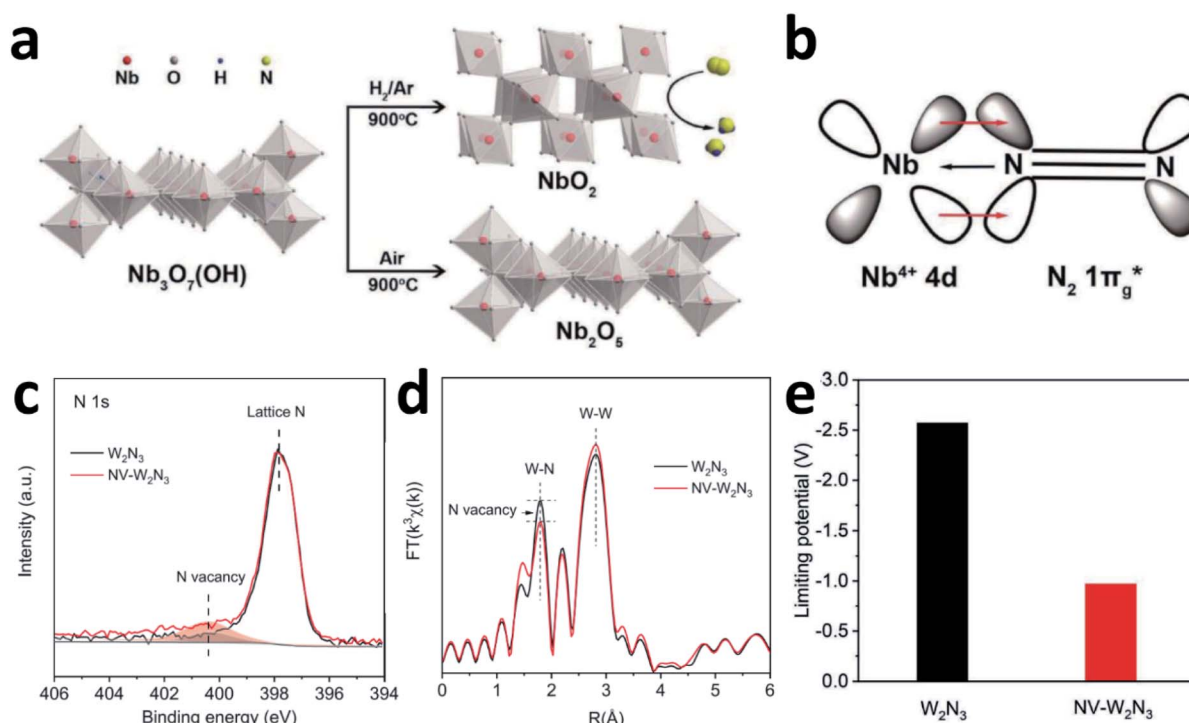 a
Nb O H N
Nb₃O₇(OH)
H₂/Ar
900°C
NbO₂
Air
900°C
Nb₂O₅
b
Nb N N
Nb⁴⁺ 4d N₂ 1πg*
c
N 1s
Lattice N
W₂N₃
NV-W₂N₃
N vacancy
Intensity (a.u.)
406 404 402 400 398 396 394
Binding energy (eV)
d
W-W
W-N
W₂N₃
NV-W₂N₃
N vacancy
FT(k³χ(k))
0 1 2 3 4 5 6
R(Å)
e
Limiting potential (V)
-3.0
-2.5
-2.0
-1.5
-1.0
-0.5
0.0
W₂N₃ NV-W₂N₃